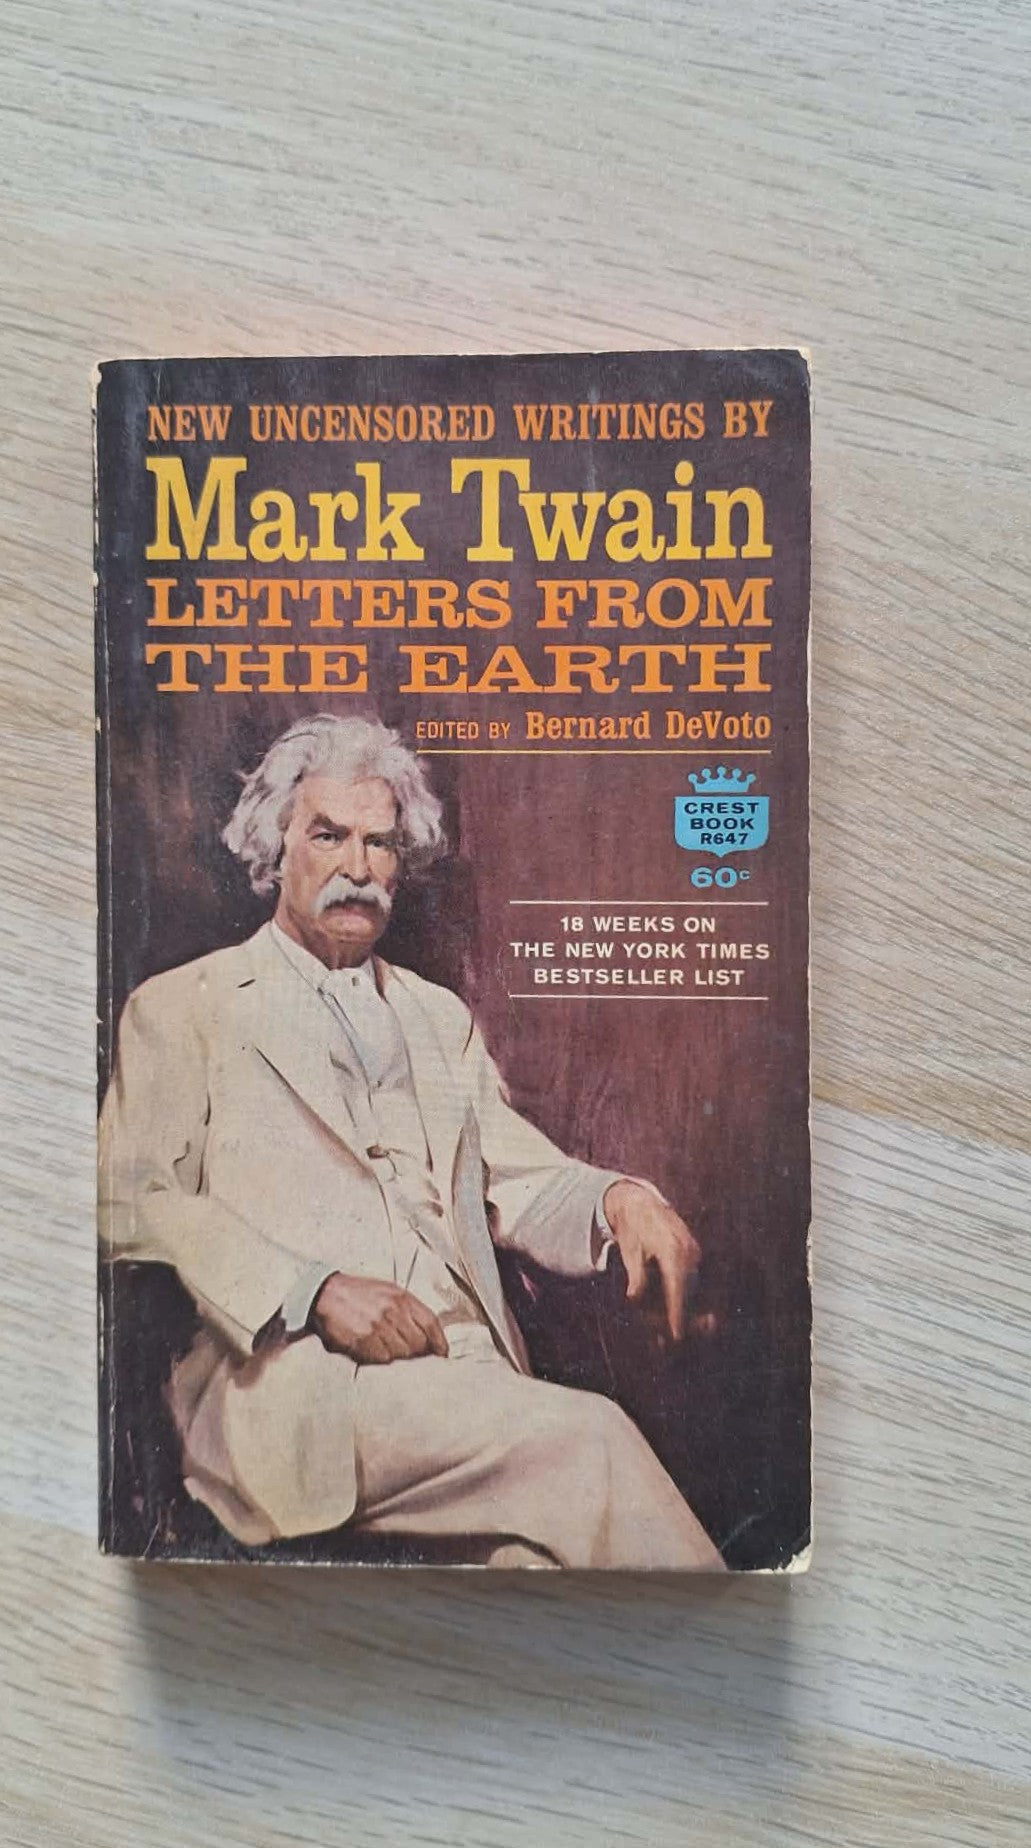 NEW UNCENSORED WRITINGS BY
Mark Twain
LETTERS FROM
THE EARTH
EDITED BY Bernard DeVoto
CREST
BOOK
R647
60c
18 WEEKS ON
THE NEW YORK TIMES
BESTSELLER LIST